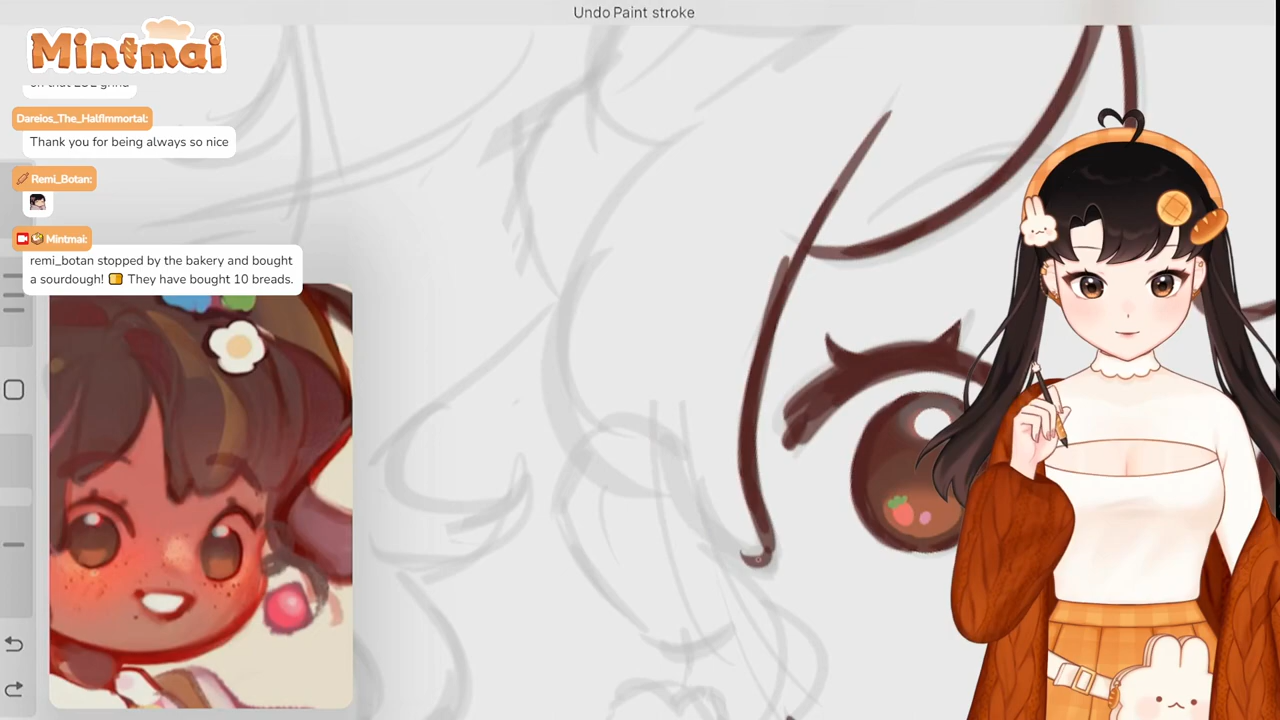 Undo Paint stroke
Mintmai
Dareios_The_HalfImmortal:
Thank you for being always so nice
Remi_Botan:
Mintmai:
remi_botan stopped by the bakery and bought
a sourdough! They have bought 10 breads.